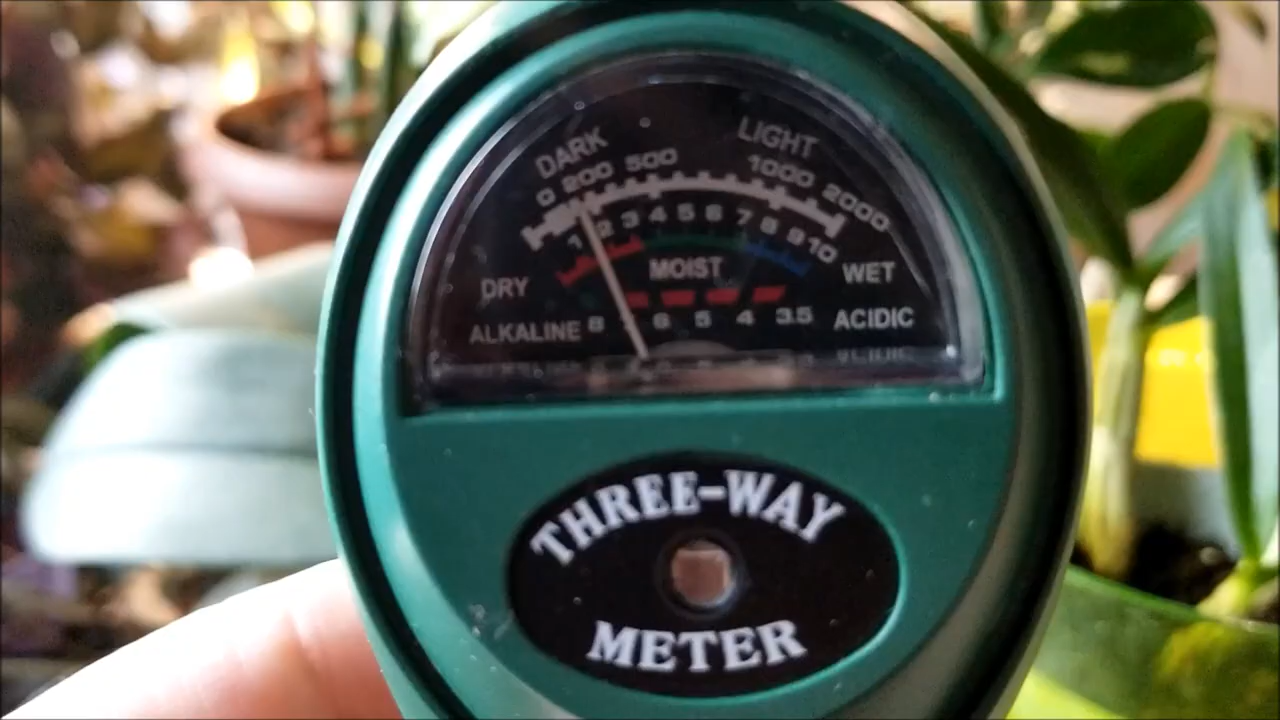 DARK LIGHT
0 200 500 1000 2000
1 2 3 4 5 6 7 8 9 10
DRY MOIST WET
ALKALINE 8 6 5 4 3.5 ACIDIC
THREE-WAY
METER